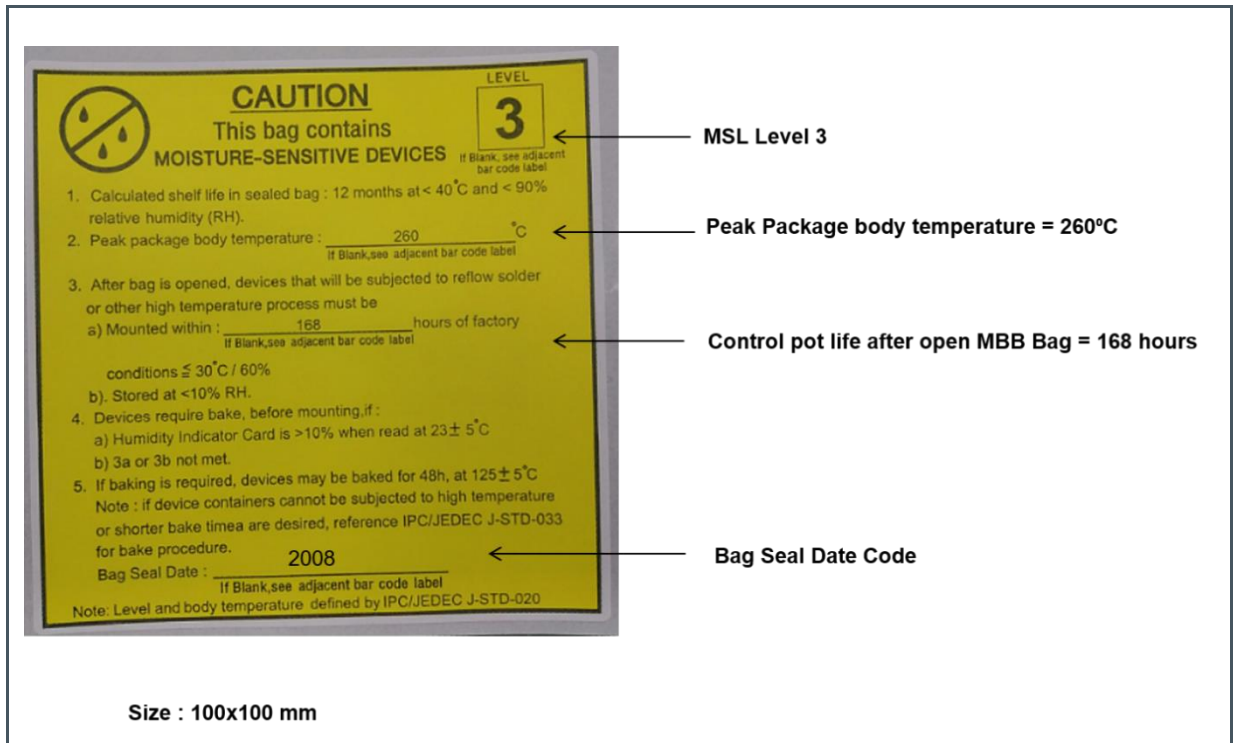 CAUTION
This bag contains
MOISTURE-SENSITIVE DEVICES
LEVEL
3
If Blank, see adjacent
bar code label
1. Calculated shelf life in sealed bag : 12 months at < 40°C and < 90%
relative humidity (RH).
2. Peak package body temperature : 260 °C
If Blank,see adjacent bar code label
3. After bag is opened, devices that will be subjected to reflow solder
or other high temperature process must be
a) Mounted within : 168 hours of factory
If Blank,see adjacent bar code label
conditions ≦ 30°C / 60%
b). Stored at <10% RH.
4. Devices require bake, before mounting,if :
a) Humidity Indicator Card is >10% when read at 23± 5°C
b) 3a or 3b not met.
5. If baking is required, devices may be baked for 48h, at 125± 5°C
Note : if device containers cannot be subjected to high temperature
or shorter bake timea are desired, reference IPC/JEDEC J-STD-033
for bake procedure.
Bag Seal Date : 2008
If Blank,see adjacent bar code label
Note: Level and body temperature defined by IPC/JEDEC J-STD-020
MSL Level 3
Peak Package body temperature = 260ºC
Control pot life after open MBB Bag = 168 hours
Bag Seal Date Code
Size : 100x100 mm